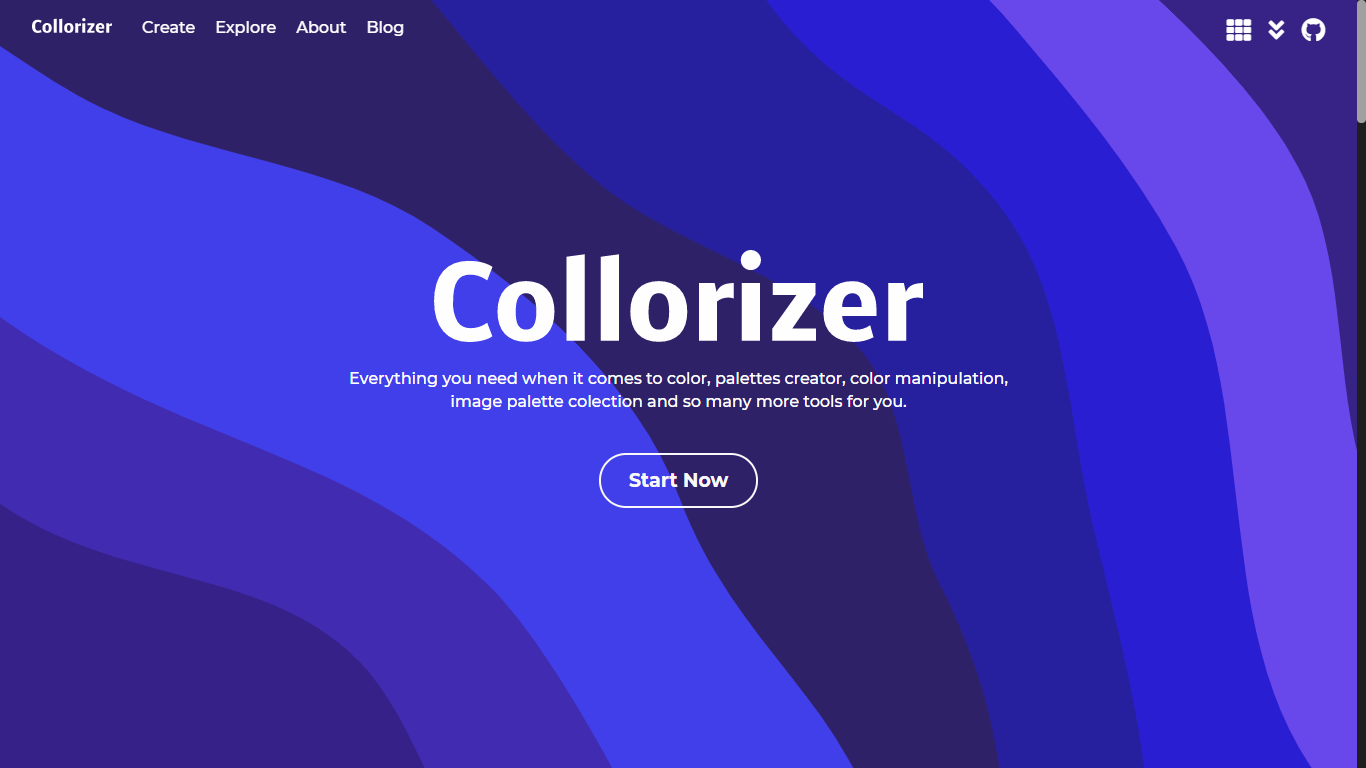 Collorizer Create Explore About Blog
Collorizer
Everything you need when it comes to color, palettes creator, color manipulation,
image palette colection and so many more tools for you.
Start Now